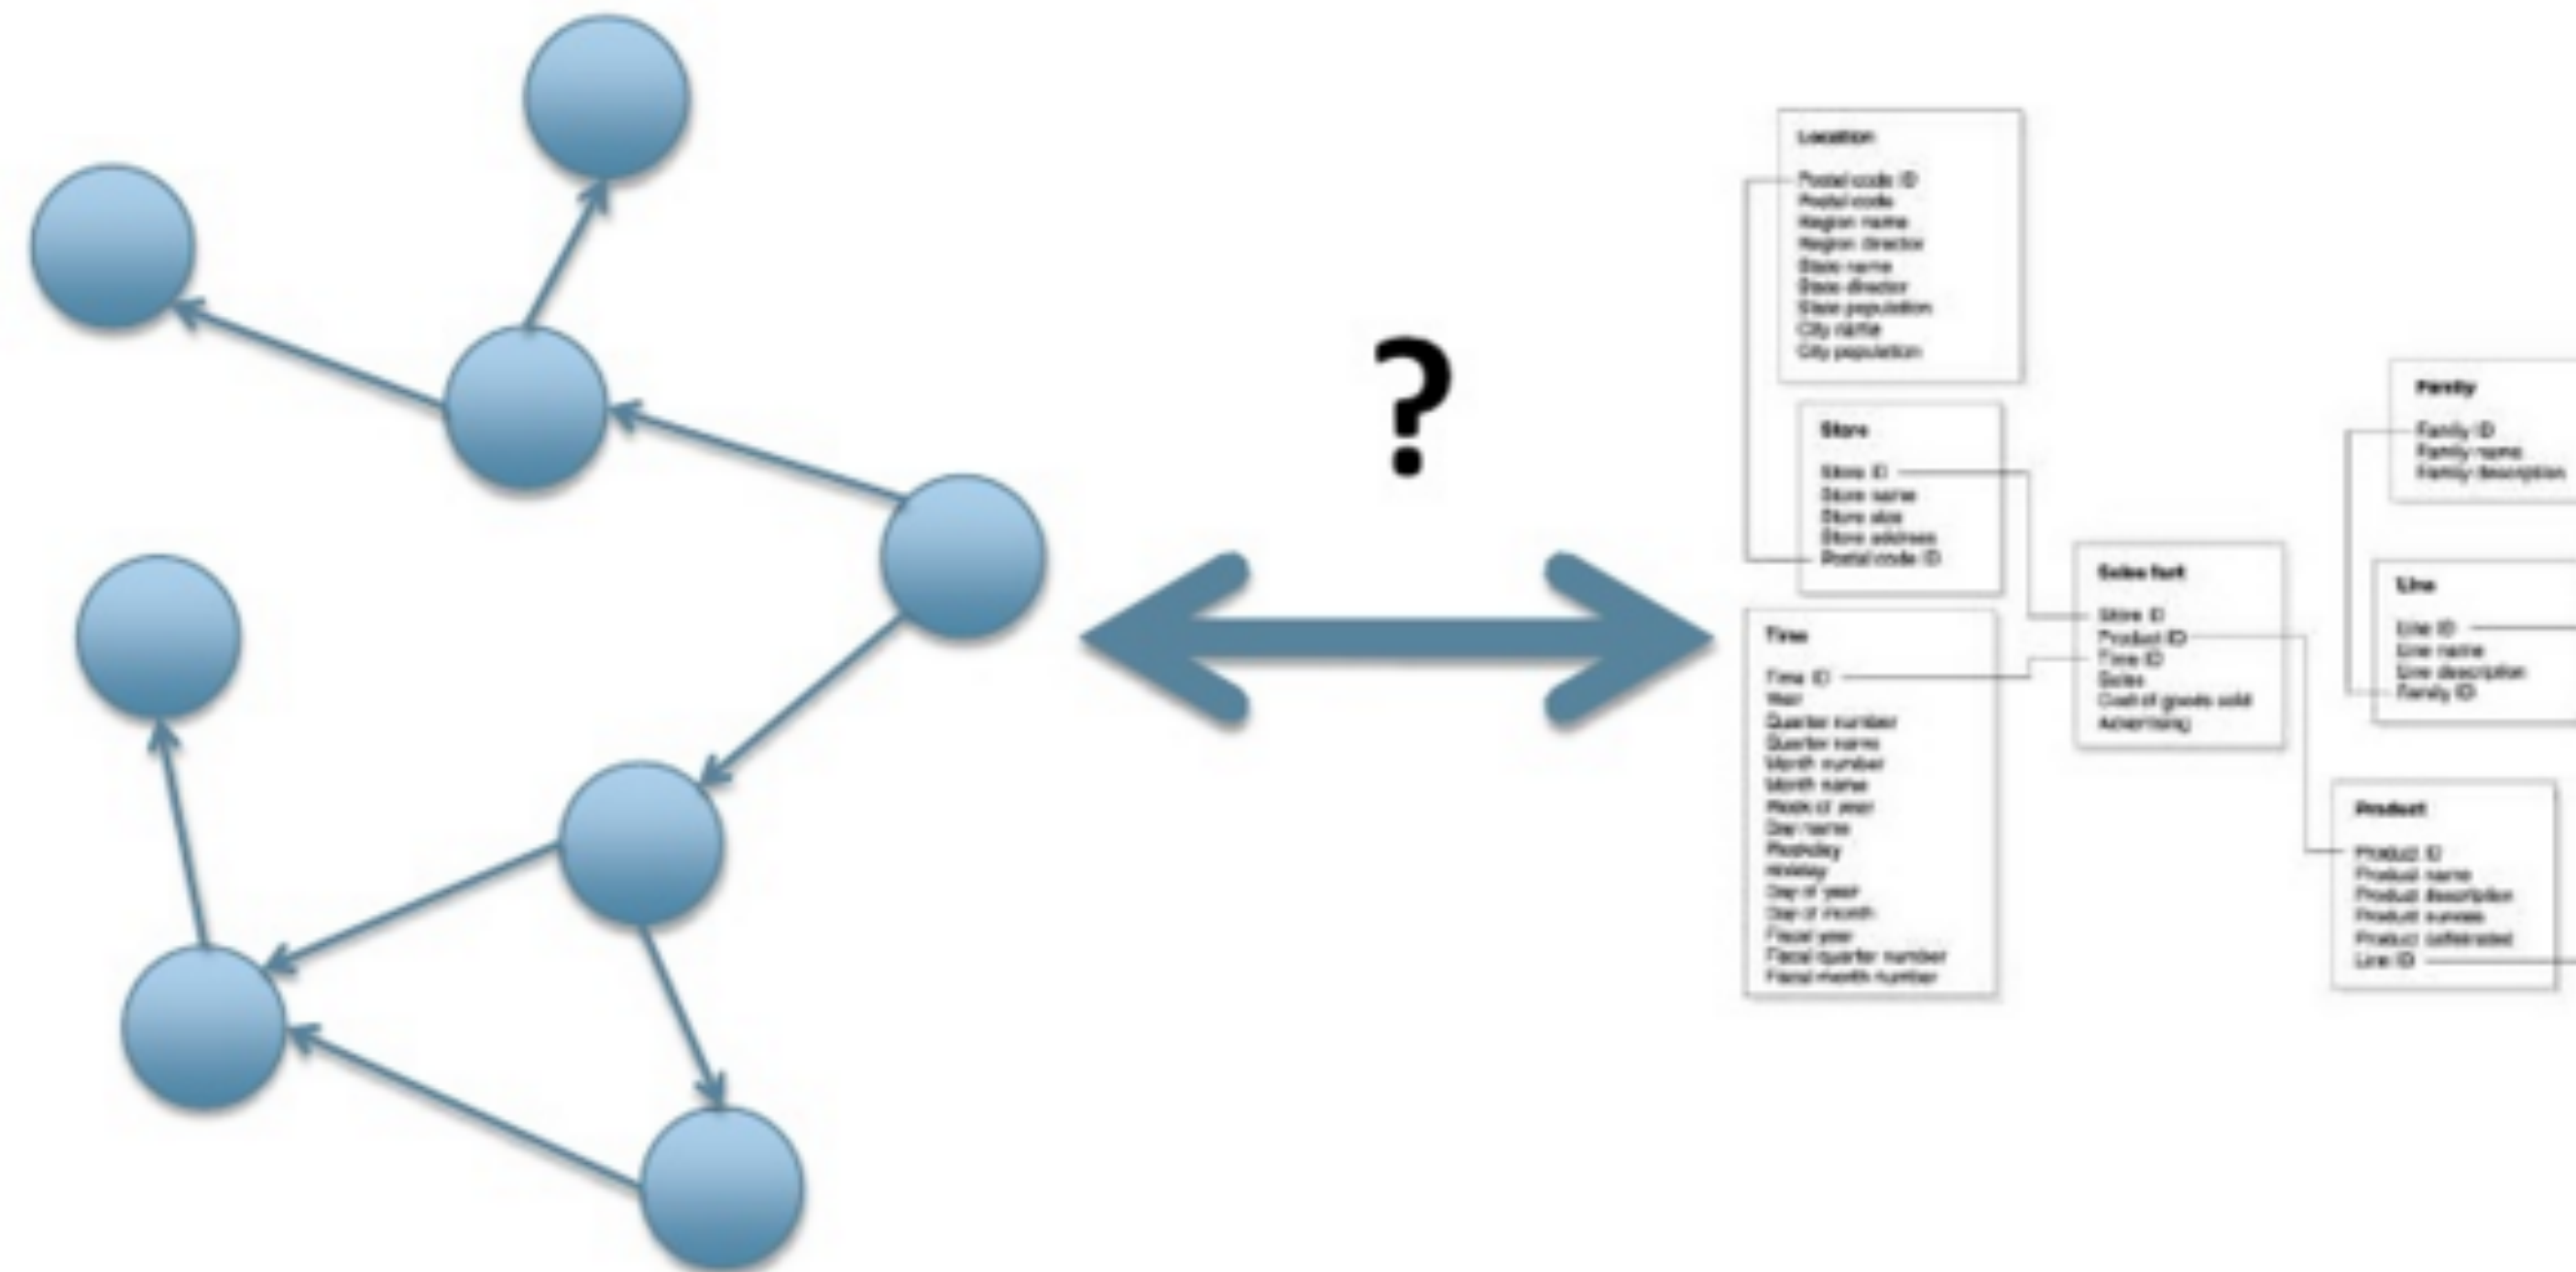 ?
Location
Postal code ID
Postal code
Region name
Region director
State name
State director
State population
City name
City population
Store
Store ID
Store name
Store size
Store address
Postal code ID
Time
Time ID
Year
Quarter number
Quarter name
Month number
Month name
Week of year
Day name
Weekday
Holiday
Day of year
Day of month
Fiscal year
Fiscal quarter number
Fiscal month number
Sales fact
Store ID
Product ID
Time ID
Sales
Cost of goods sold
Advertising
Family
Family ID
Family name
Family description
Line
Line ID
Line name
Line description
Family ID
Product
Product ID
Product name
Product description
Product
Product
Line ID